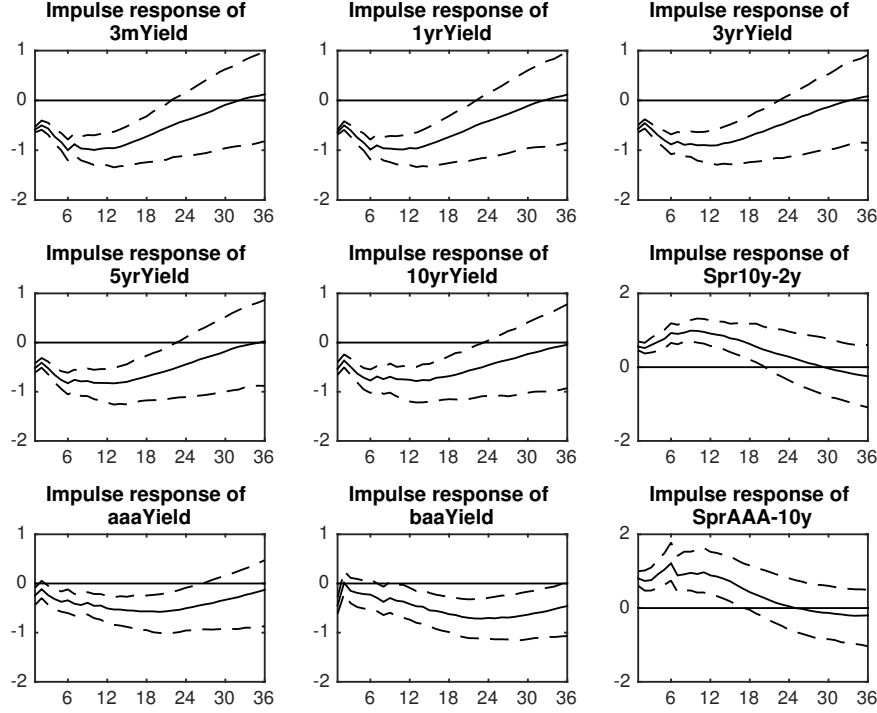 Impulse response of
3mYield
Impulse response of
1yrYield
Impulse response of
3yrYield
1
0
-1
-2
6 12 18 24 30 36
1
0
-1
-2
6 12 18 24 30 36
1
0
-1
-2
6 12 18 24 30 36
Impulse response of
5yrYield
Impulse response of
10yrYield
Impulse response of
Spr10y-2y
1
0
-1
-2
6 12 18 24 30 36
1
0
-1
-2
6 12 18 24 30 36
2
0
-2
6 12 18 24 30 36
Impulse response of
aaaYield
Impulse response of
baaYield
Impulse response of
SprAAA-10y
1
0
-1
-2
6 12 18 24 30 36
1
0
-1
-2
6 12 18 24 30 36
2
0
-2
6 12 18 24 30 36